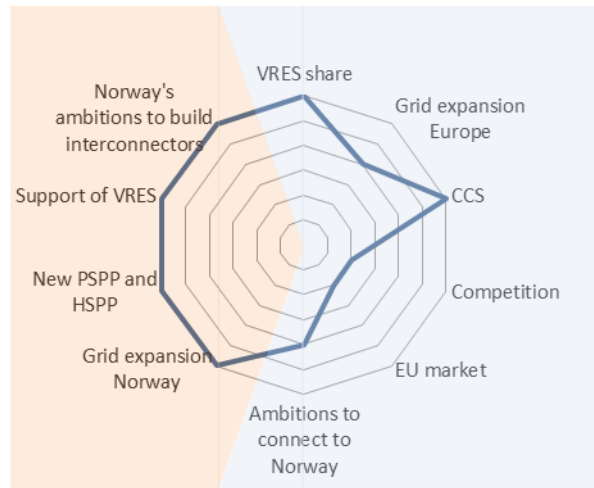 VRES share
Grid expansion
Europe
CCS
Competition
EU market
Ambitions to
connect to
Norway
Grid expansion
Norway
New PSPP and
HSPP
Support of VRES
Norway's
ambitions to build
interconnectors